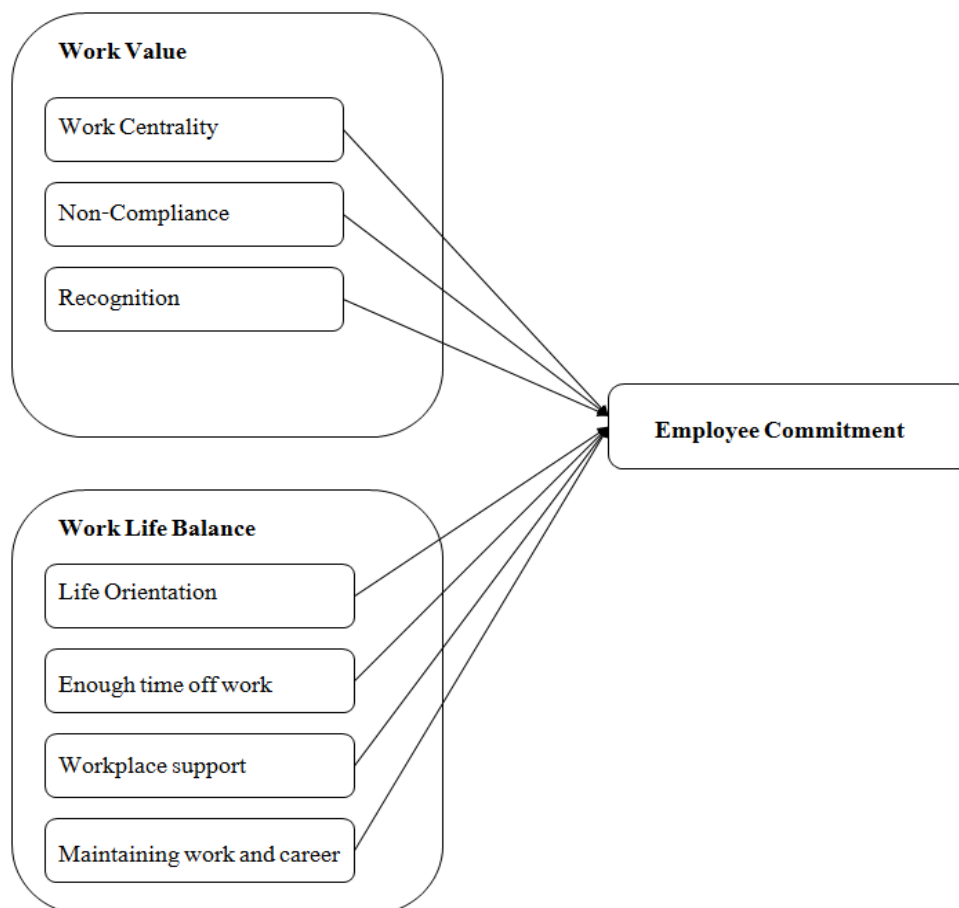 Work Value
Work Centrality
Non-Compliance
Recognition
Employee Commitment
Work Life Balance
Life Orientation
Enough time off work
Workplace support
Maintaining work and career